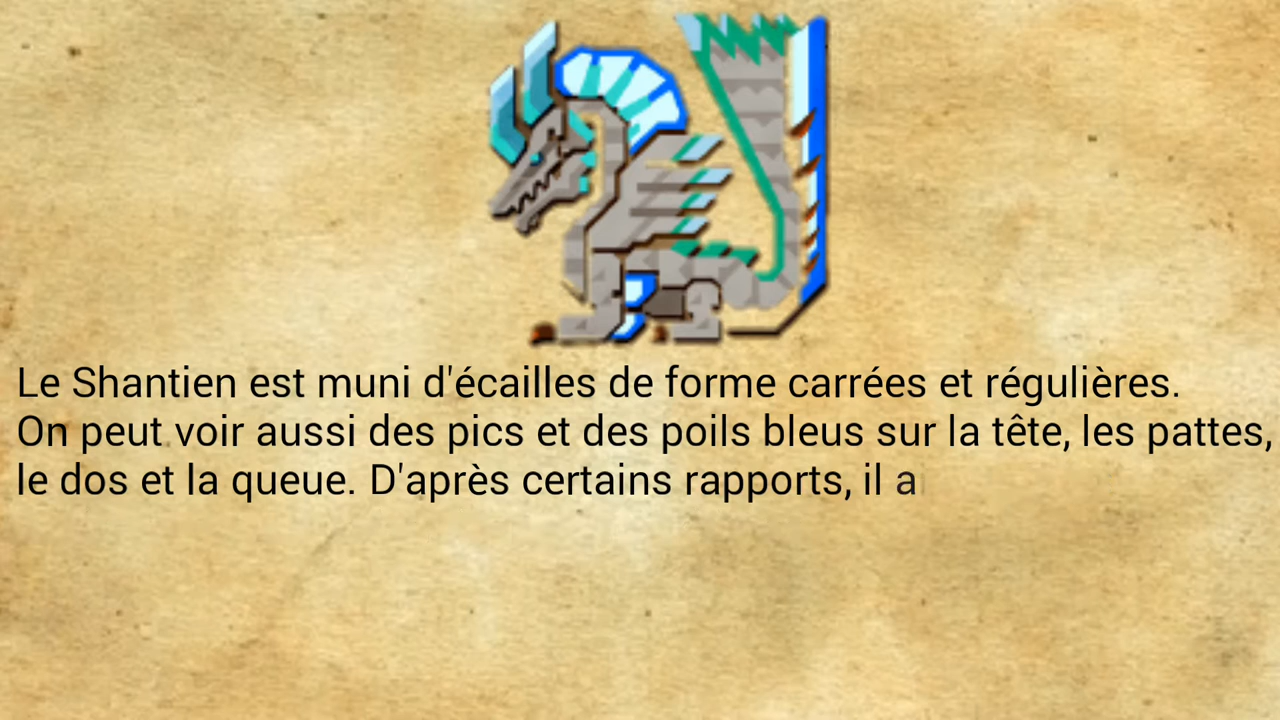 Le Shantien est muni d'écailles de forme carrées et régulières.
On peut voir aussi des pics et des poils bleus sur la tête, les pattes,
le dos et la queue. D'après certains rapports, il a